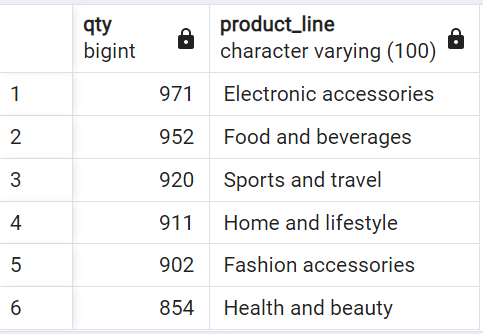 qty product_line
bigint character varying (100)
1 971 Electronic accessories
2 952 Food and beverages
3 920 Sports and travel
4 911 Home and lifestyle
5 902 Fashion accessories
6 854 Health and beauty